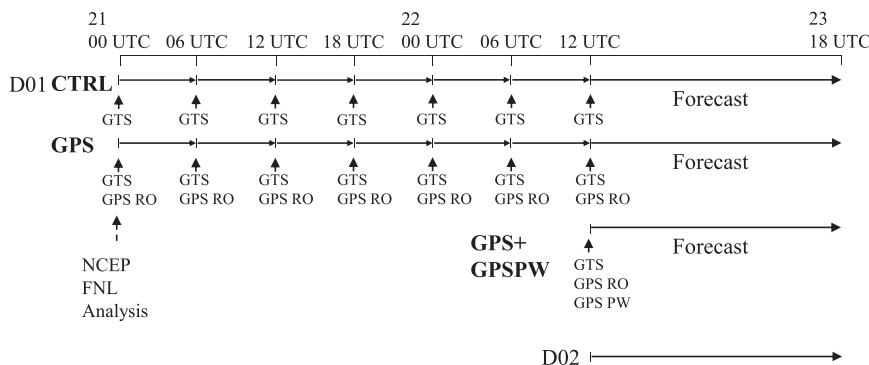 21 22 23
00 UTC 06 UTC 12 UTC 18 UTC 00 UTC 06 UTC 12 UTC 18 UTC
D01 CTRL
GTS GTS GTS GTS GTS GTS GTS
Forecast
GPS
GTS GTS GTS GTS GTS GTS GTS
GPS RO GPS RO GPS RO GPS RO GPS RO GPS RO GPS RO
Forecast
NCEP
FNL
Analysis
GPS+
GPSPW
Forecast
GTS
GPS RO
GPS PW
D02